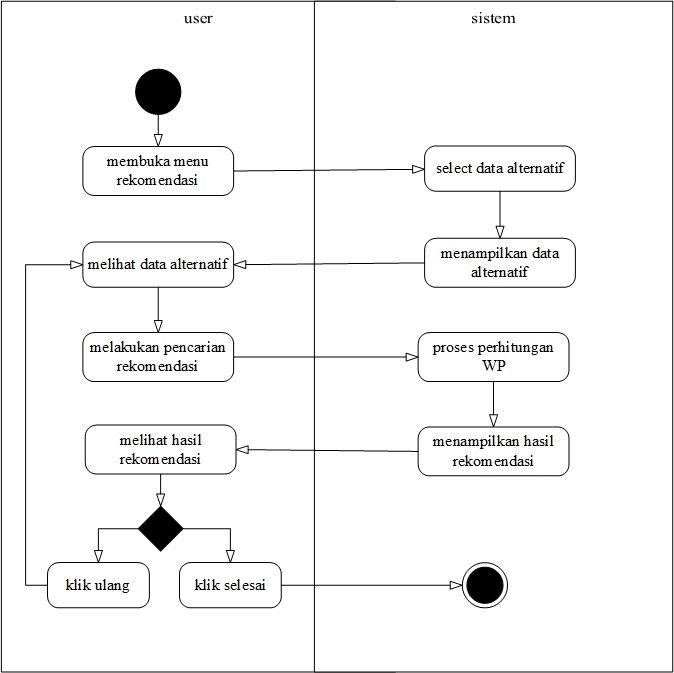 user
sistem
membuka menu
rekomendasi
select data alternatif
menampilkan data
alternatif
melihat data alternatif
melakukan pencarian
rekomendasi
proses perhitungan
WP
menampilkan hasil
rekomendasi
melihat hasil
rekomendasi
klik ulang
klik selesai